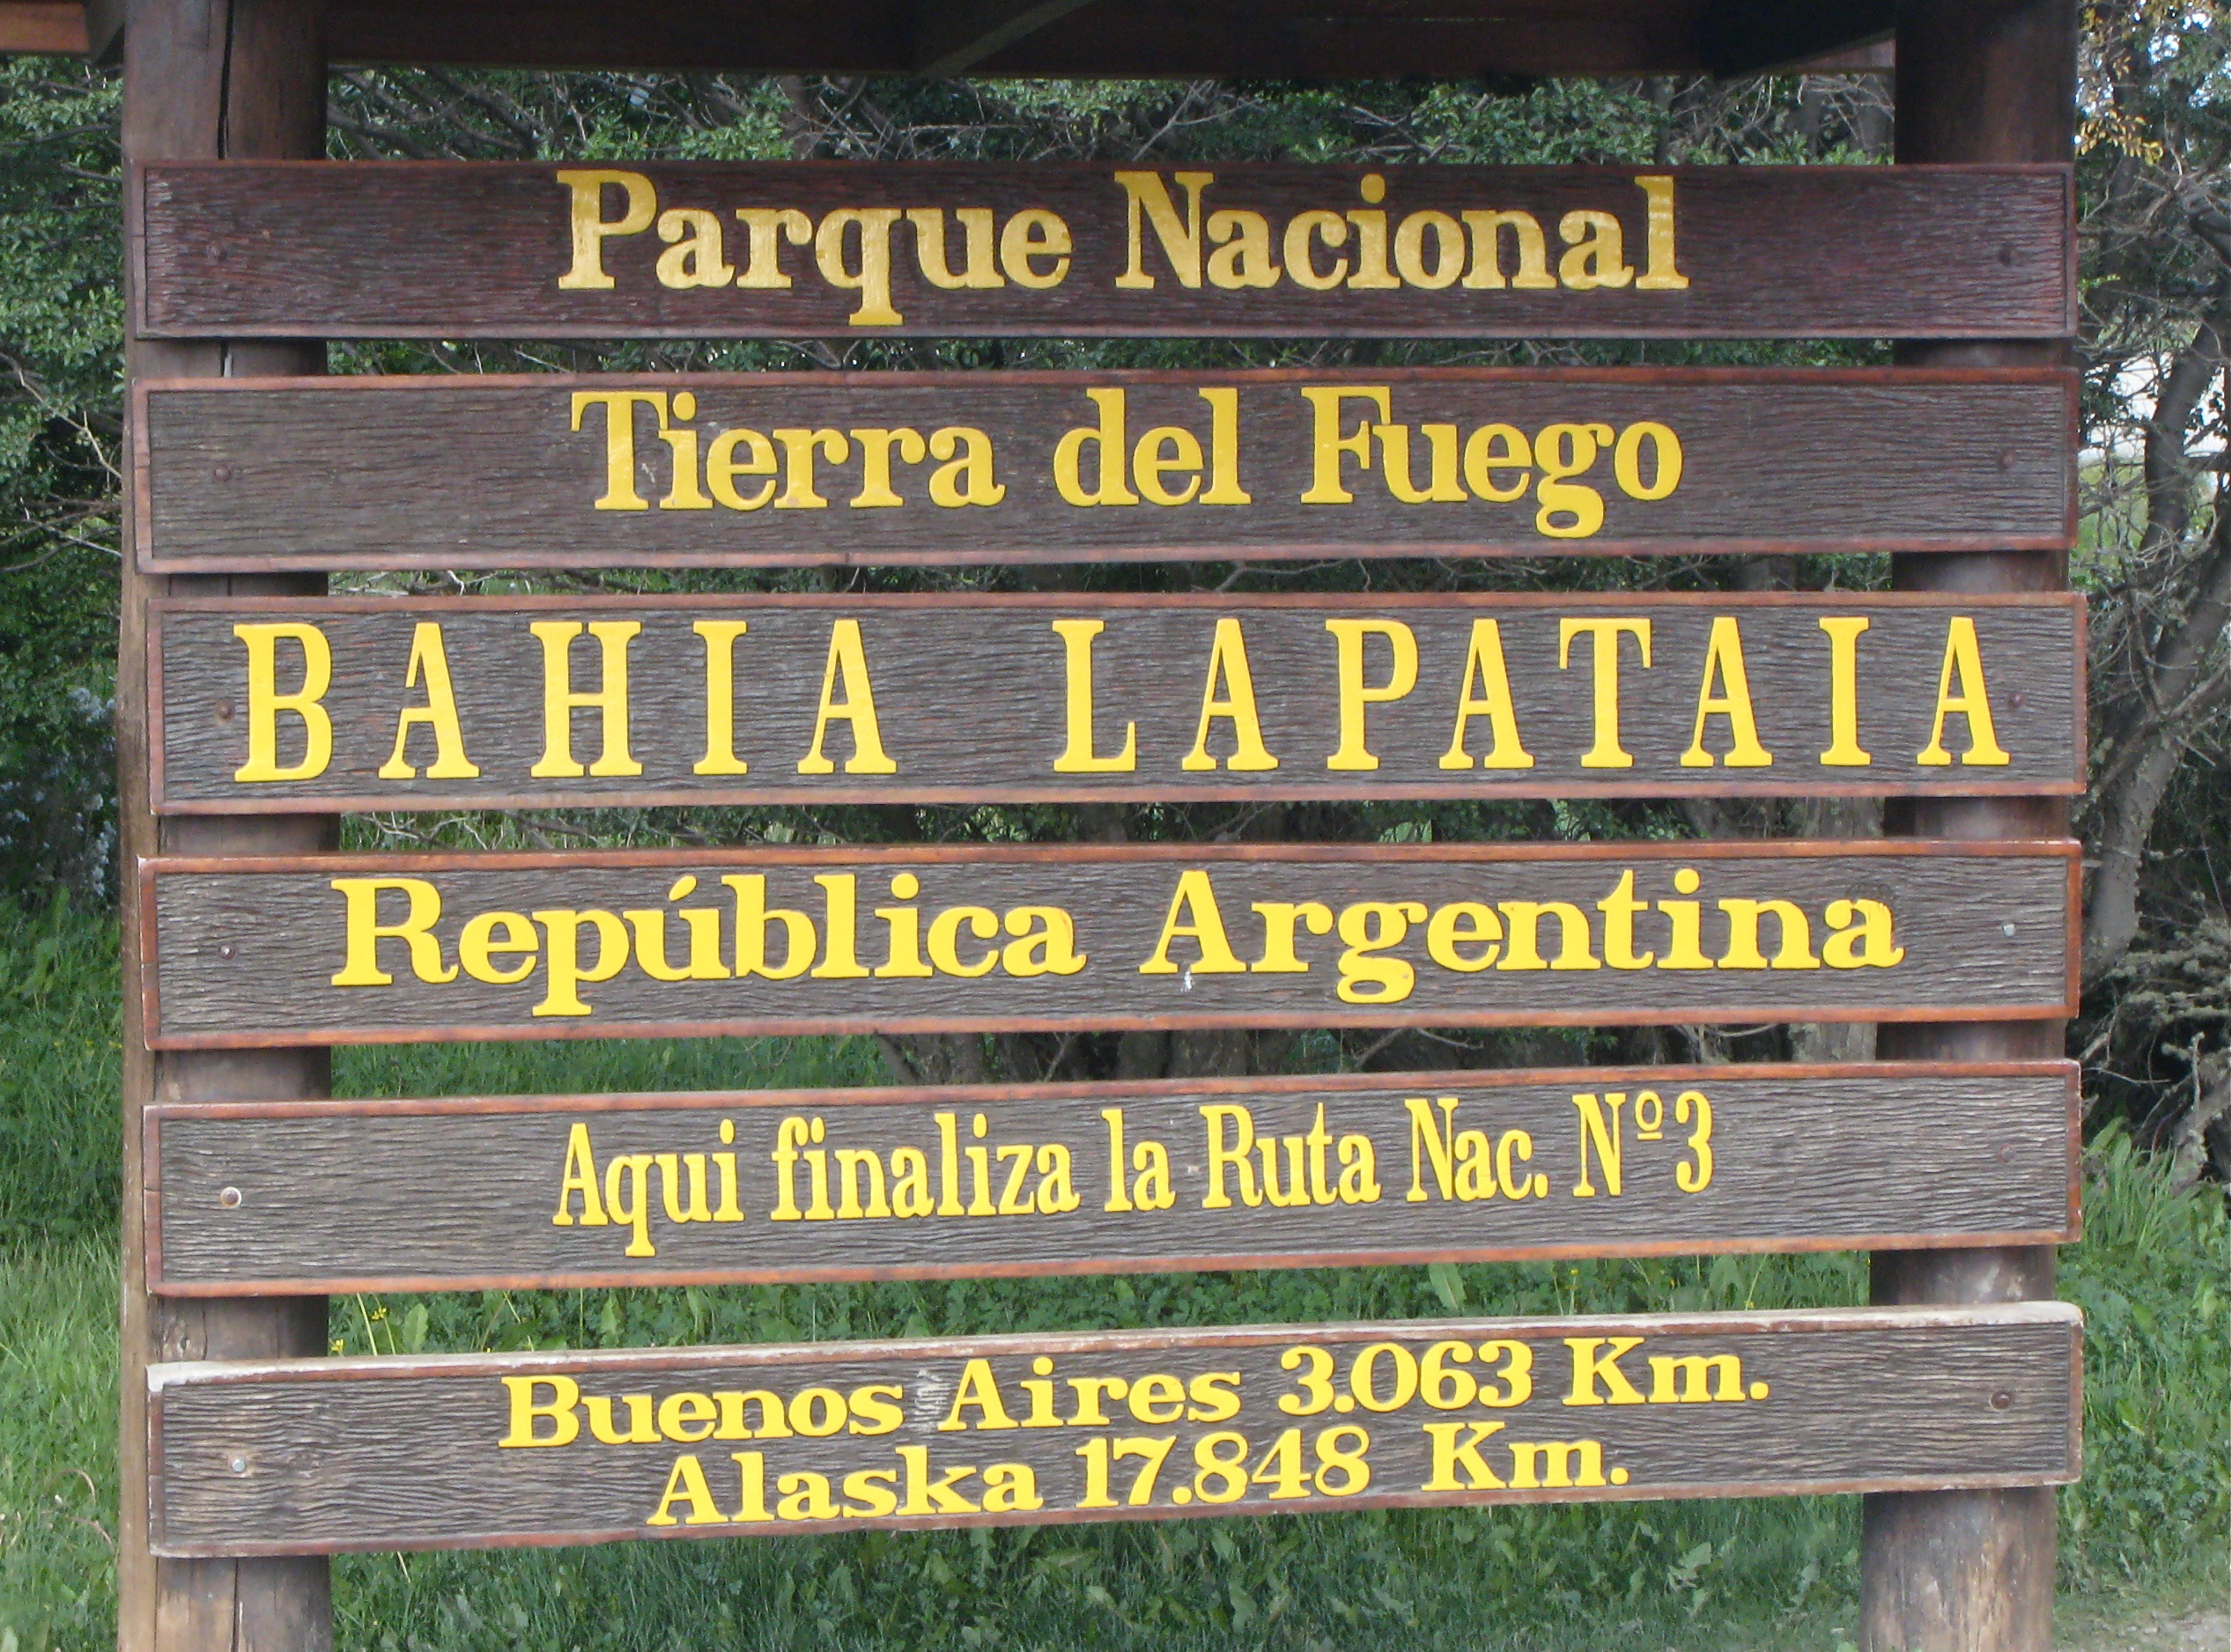 Parque Nacional
Tierra del Fuego
BAHIA LAPATAIA
República Argentina
Aqui finaliza la Ruta Nac. Nº 3
Buenos Aires 3.063 Km.
Alaska 17.848 Km.